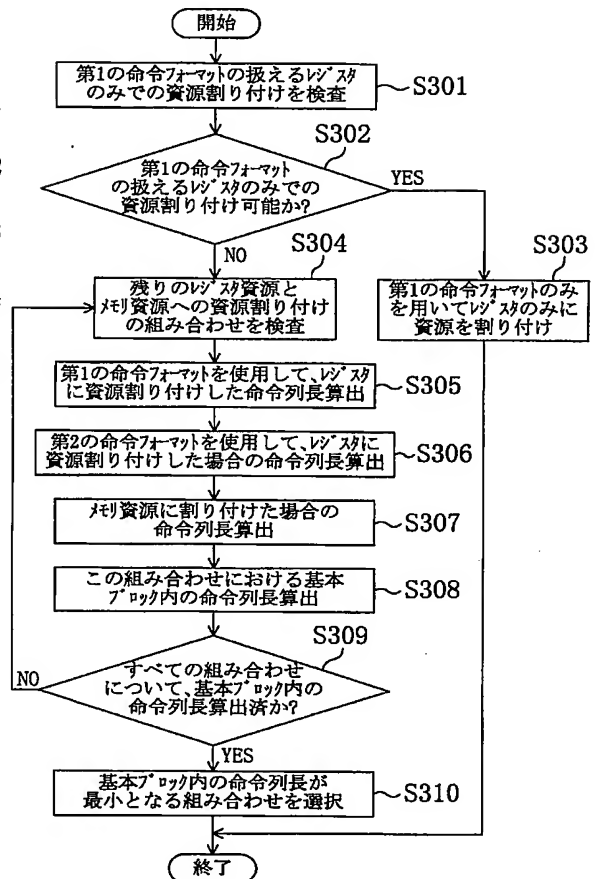 開始
第1の命令フォーマットの扱えるレジスタ
のみでの資源割り付けを検査
S301
S302
第1の命令フォーマット
の扱えるレジスタのみでの
資源割り付け可能か?
YES
NO
S303
第1の命令フォーマットのみ
を用いてレジスタのみに
資源を割り付け
S304
残りのレジスタ資源と
メモリ資源への資源割り付け
の組み合わせを検査
第1の命令フォーマットを使用して、レジスタ
に資源割り付けした命令列長算出
S305
第2の命令フォーマットを使用して、レジスタに
資源割り付けした場合の命令列長算出
S306
メモリ資源に割り付けた場合の
命令列長算出
S307
この組み合わせにおける基本
ブロック内の命令列長算出
S308
S309
すべての組み合わせ
について、基本ブロック内の
命令列長算出済か?
NO
YES
基本ブロック内の命令列長が
最小となる組み合わせを選択
S310
終了